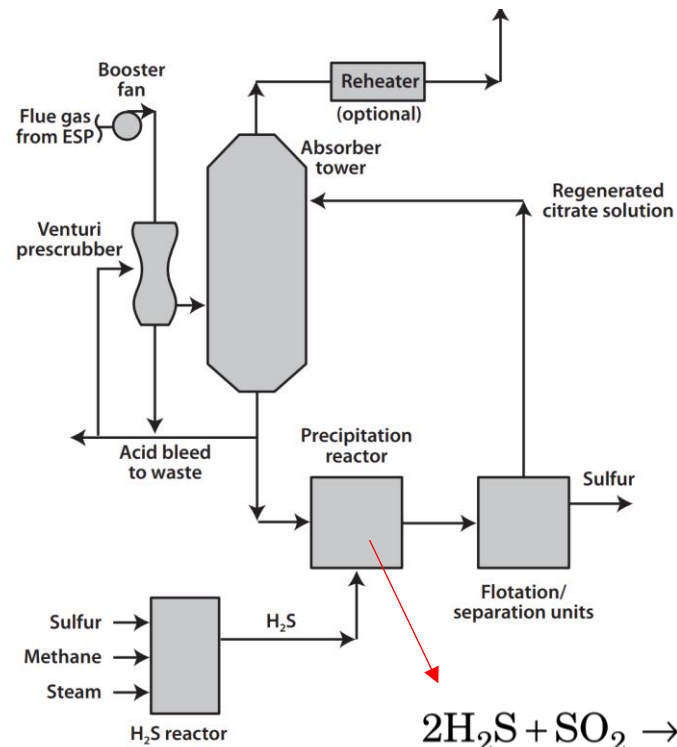 Booster
fan
Flue gas
from ESP
Reheater
(optional)
Absorber
tower
Regenerated
citrate solution
Venturi
prescrubber
Acid bleed
to waste
Precipitation
reactor
Sulfur
Flotation/
separation units
Sulfur
Methane
Steam
H₂S
H₂S reactor
2H₂S + SO₂ →